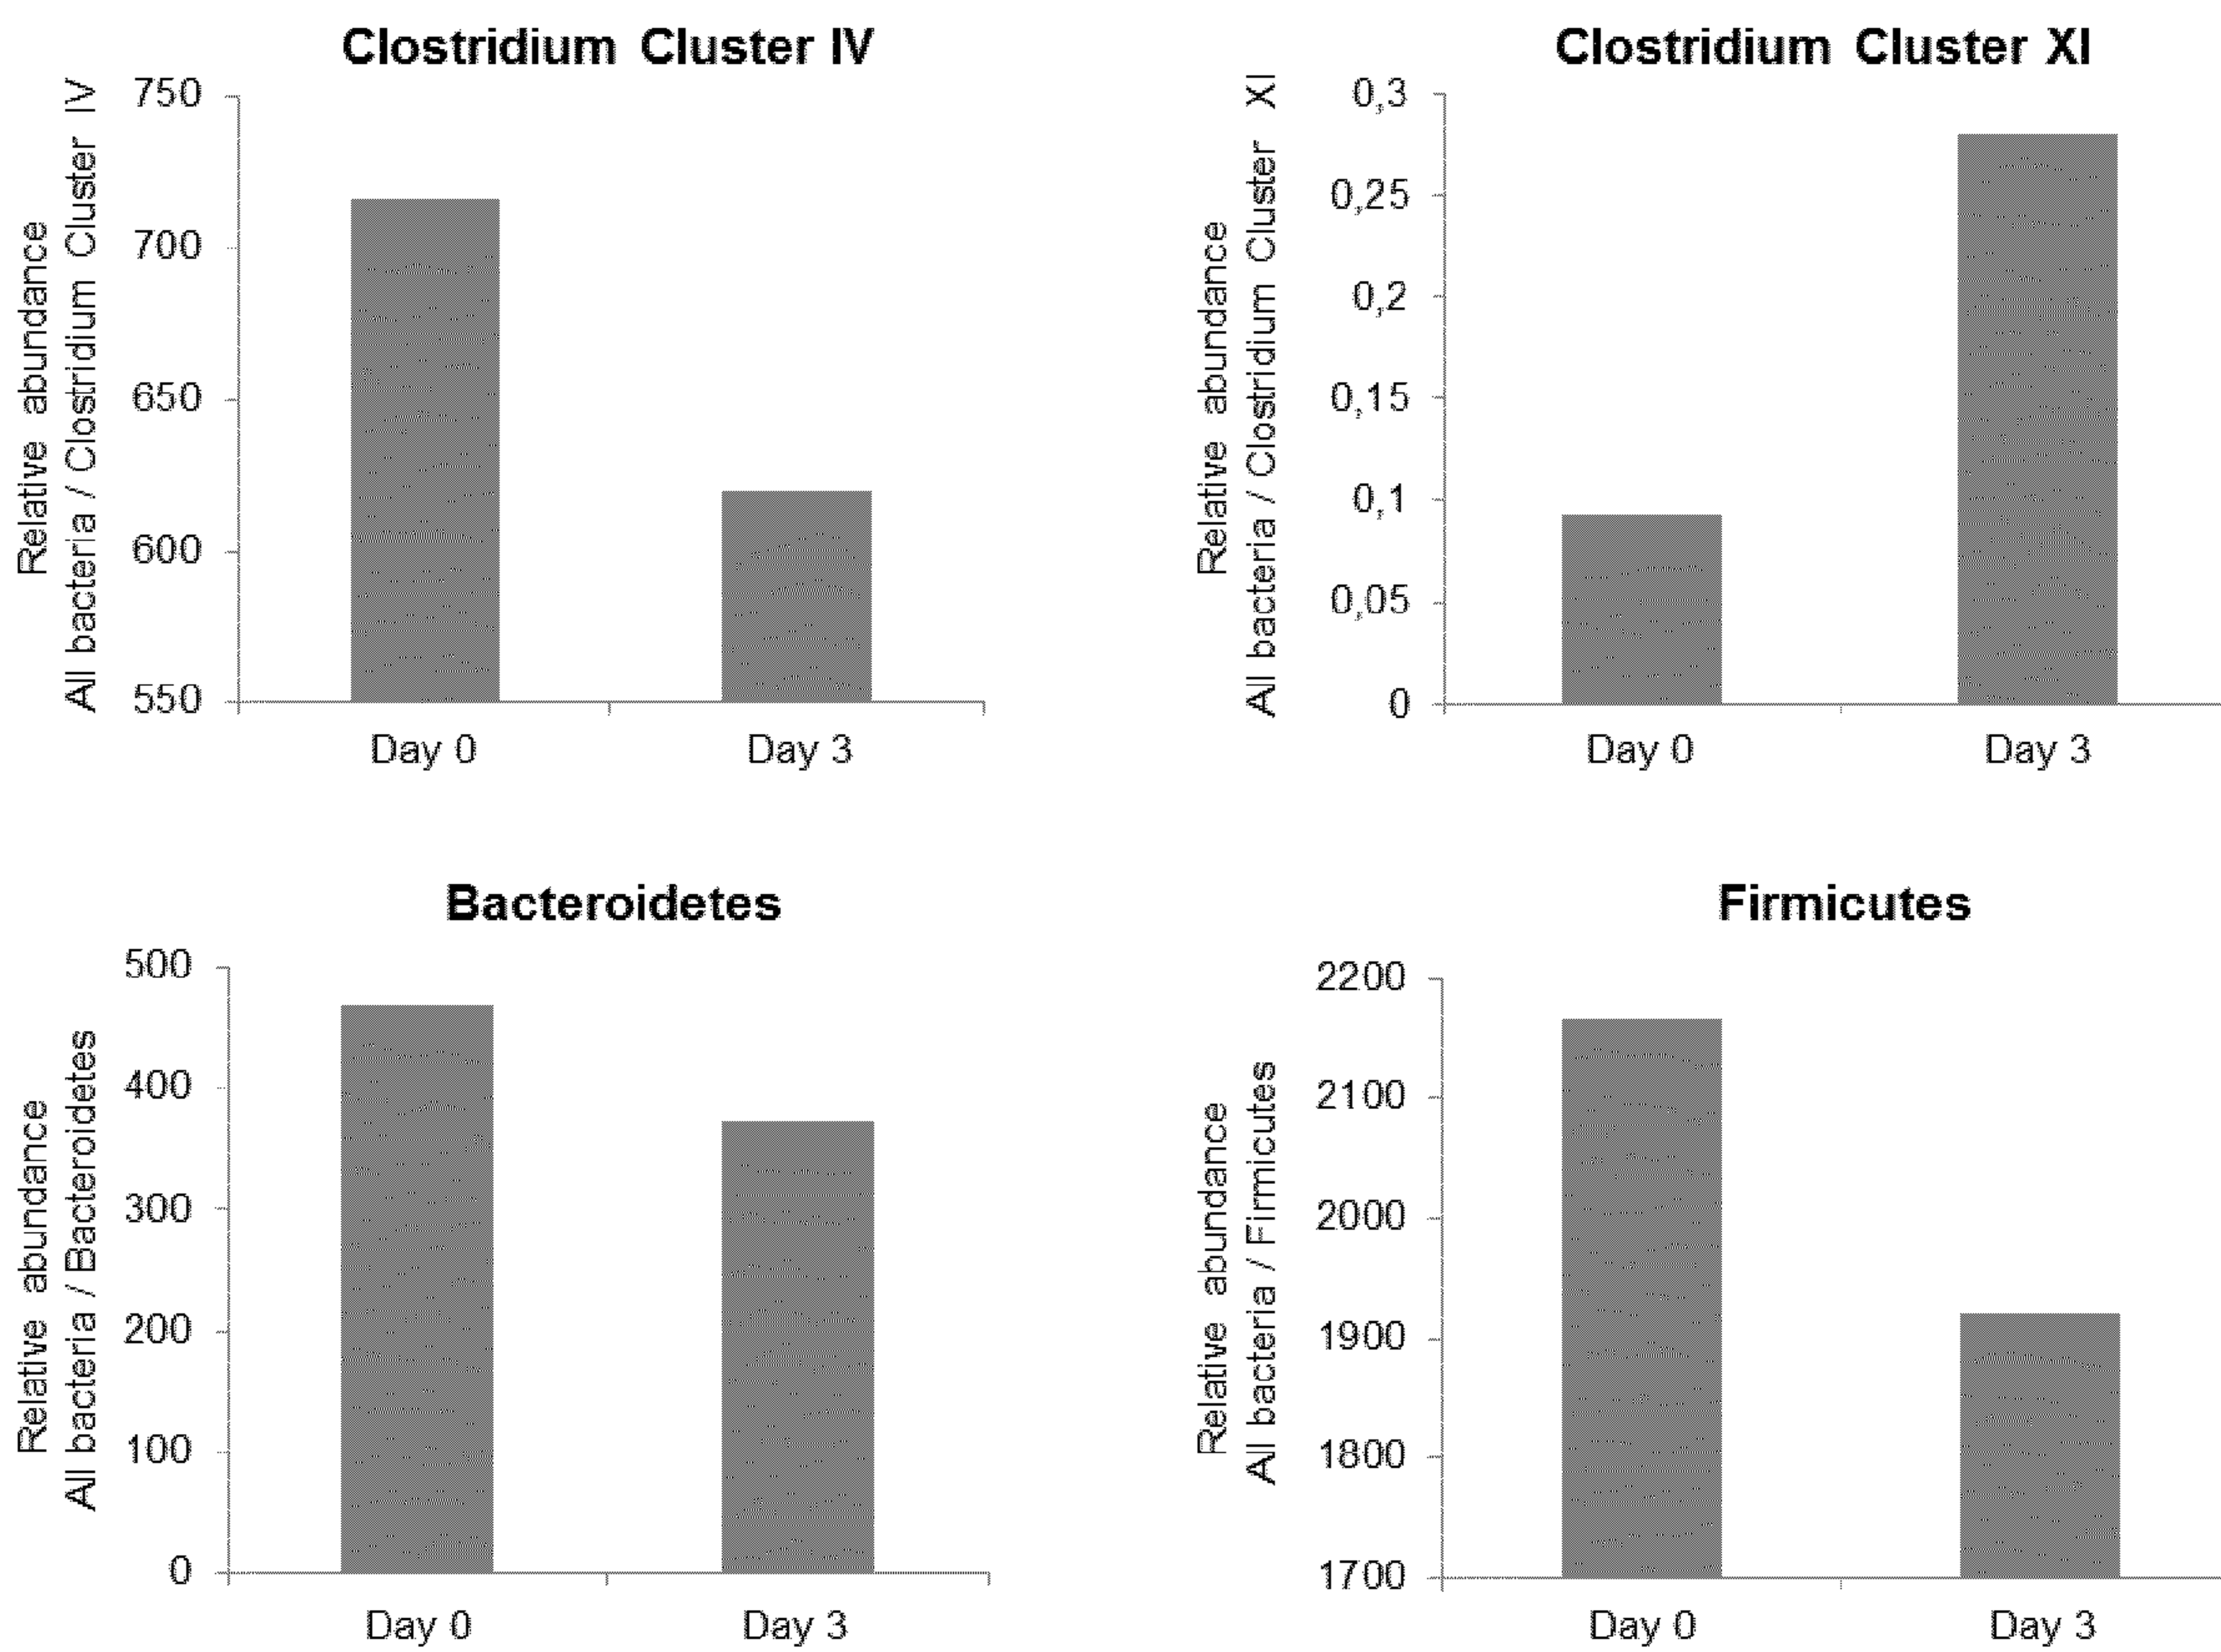 Clostridium Cluster IV
Relative abundance
All bacteria / Clostridium Cluster IV
750
700
650
600
550
Day 0
Day 3
Clostridium Cluster XI
Relative abundance
All bacteria / Clostridium Cluster XI
0,3
0,25
0,2
0,15
0,1
0,05
0
Day 0
Day 3
Bacteroidetes
Relative abundance
All bacteria / Bacteroidetes
500
400
300
200
100
0
Day 0
Day 3
Firmicutes
Relative abundance
All bacteria / Firmicutes
2200
2100
2000
1900
1800
1700
Day 0
Day 3